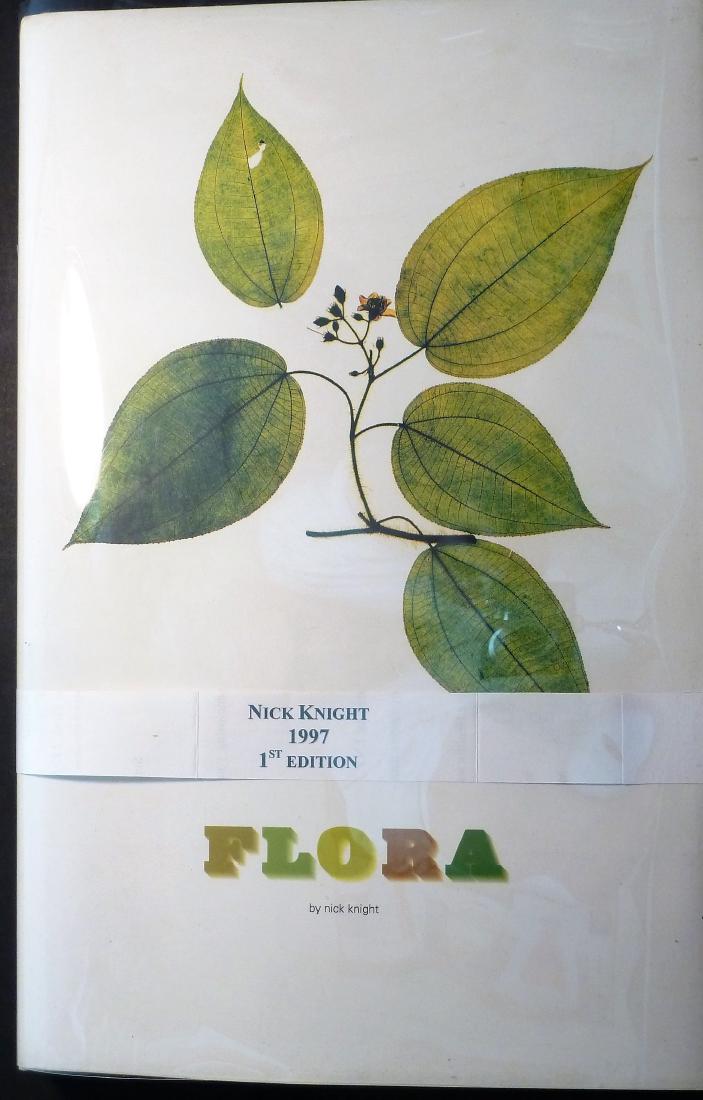 NICK KNIGHT
1997
1ST EDITION
FLORA
by nick knight